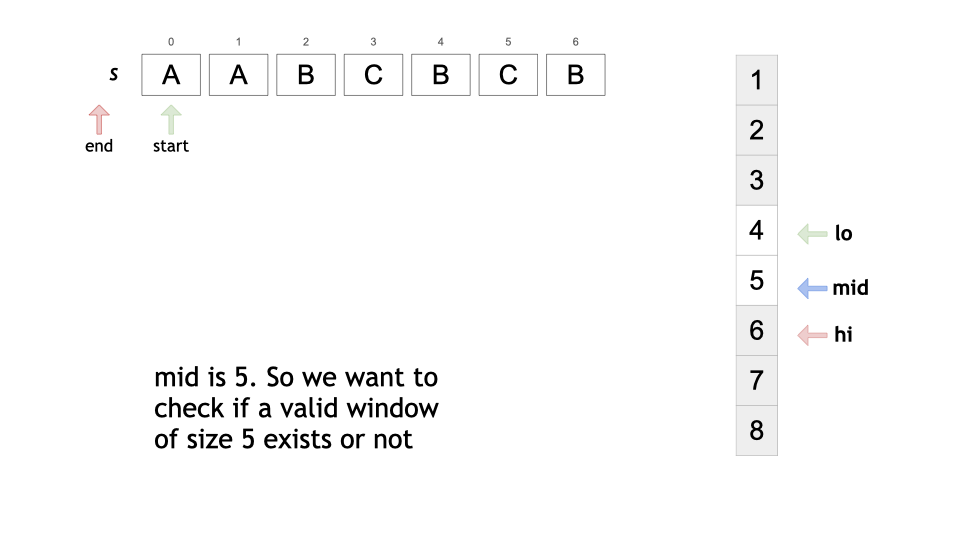 0 1 2 3 4 5 6
s A A B C B C B
end start
1
2
3
4 lo
5 mid
6 hi
7
8
mid is 5. So we want to
check if a valid window
of size 5 exists or not